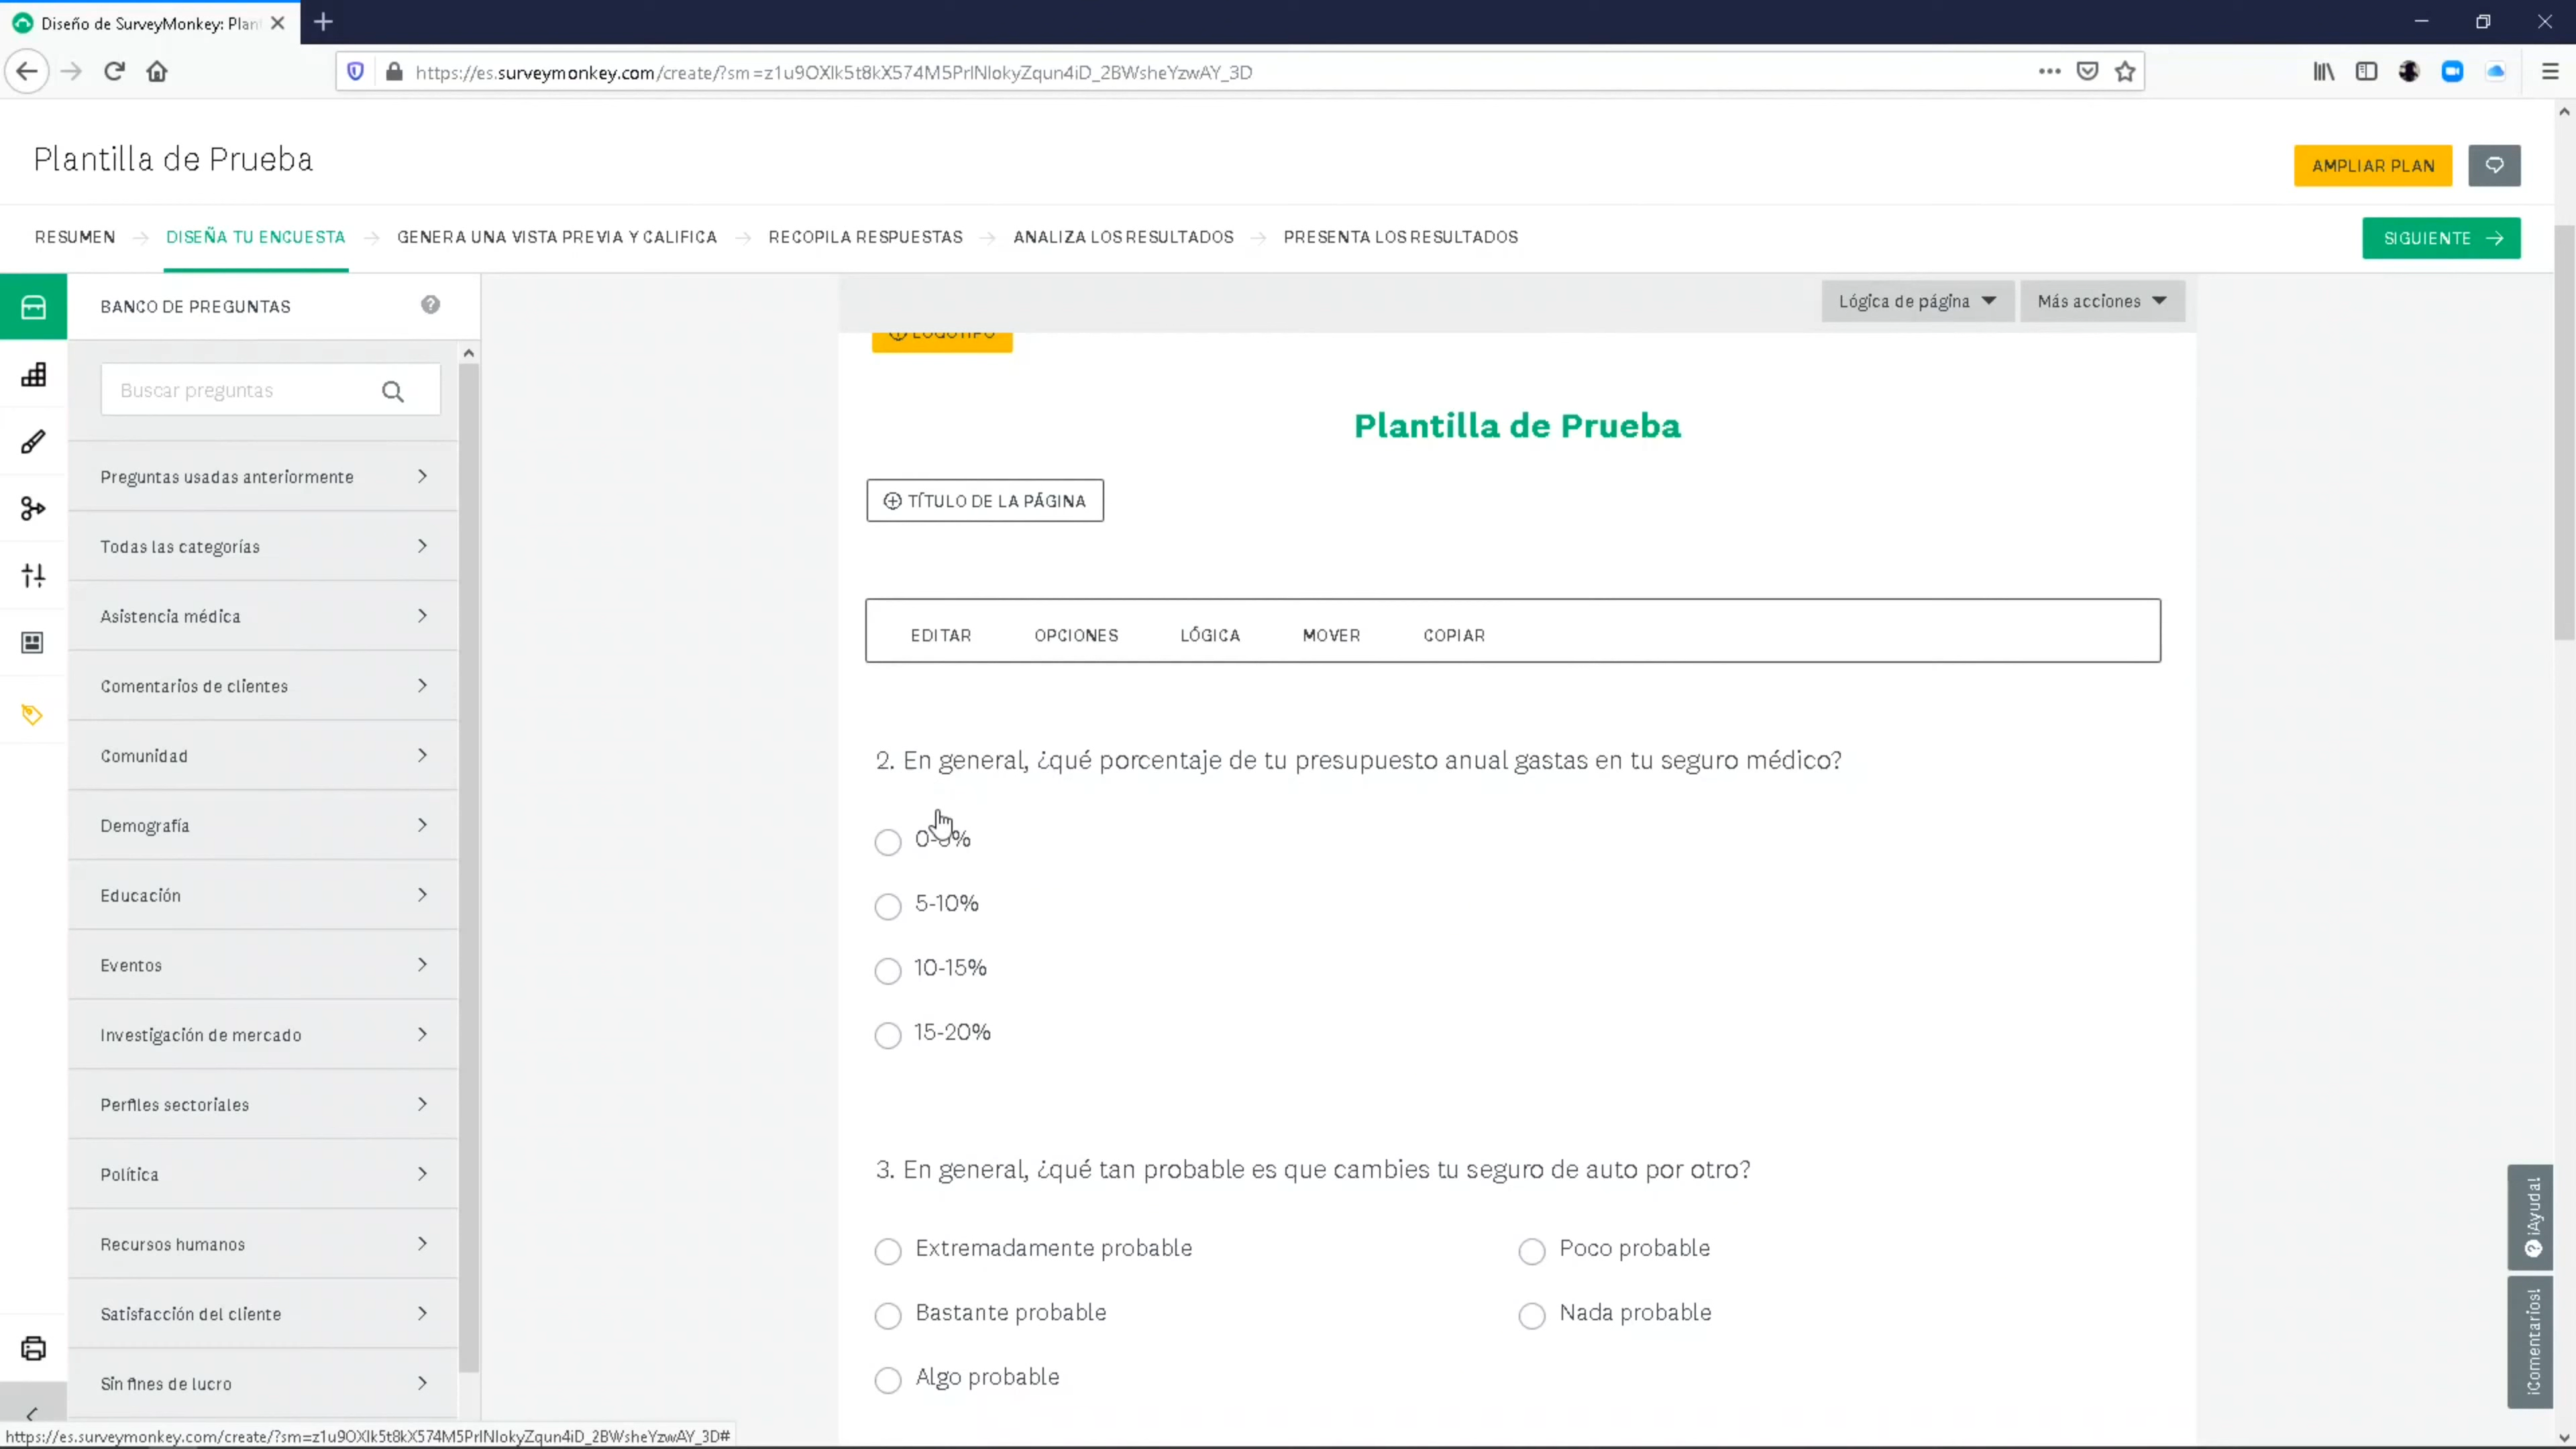 Diseño de SurveyMonkey: Plan
https://es.surveymonkey.com/create/?sm=z1u9OXIk5t8kX574M5PrINIokyZqun4iD_2BWsheYzwAY_3D
Plantilla de Prueba
AMPLIAR PLAN
RESUMEN
DISEÑA TU ENCUESTA
GENERA UNA VISTA PREVIA Y CALIFICA
RECOPILA RESPUESTAS
ANALIZA LOS RESULTADOS
PRESENTA LOS RESULTADOS
SIGUIENTE
BANCO DE PREGUNTAS
Buscar preguntas
Preguntas usadas anteriormente
Todas las categorías
Asistencia médica
Comentarios de clientes
Comunidad
Demografía
Educación
Eventos
Investigación de mercado
Perfiles sectoriales
Política
Recursos humanos
Satisfacción del cliente
Sin fines de lucro
Lógica de página
Más acciones
LOGOTIPO
Plantilla de Prueba
TÍTULO DE LA PÁGINA
EDITAR
OPCIONES
LÓGICA
MOVER
COPIAR
2. En general, ¿qué porcentaje de tu presupuesto anual gastas en tu seguro médico?
5-10%
10-15%
15-20%
3. En general, ¿qué tan probable es que cambies tu seguro de auto por otro?
Extremadamente probable
Bastante probable
Algo probable
Poco probable
Nada probable
¡Ayuda!
¡Comentarios!
https://es.surveymonkey.com/create/?sm=z1u9OXIk5t8kX574M5PrINIokyZqun4iD_2BWsheYzwAY_3D#